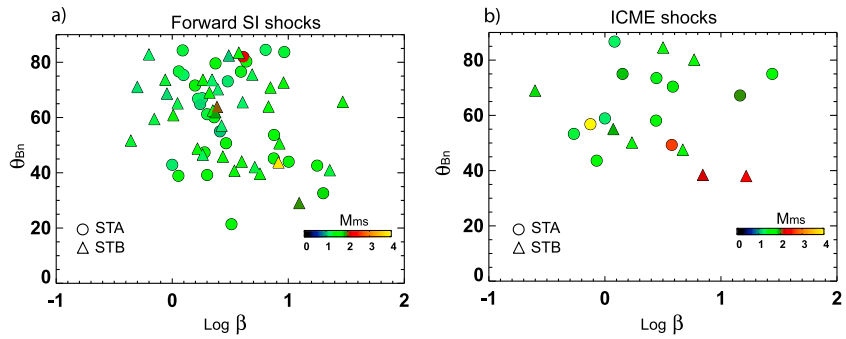 a)
Forward SI shocks
80
60
40
20
0
θBn
STA
STB
Mms
0 1 2 3 4
-1 0 1 2
Log β
b)
ICME shocks
80
60
40
20
0
θBn
STA
STB
Mms
0 1 2 3 4
-1 0 1 2
Log β